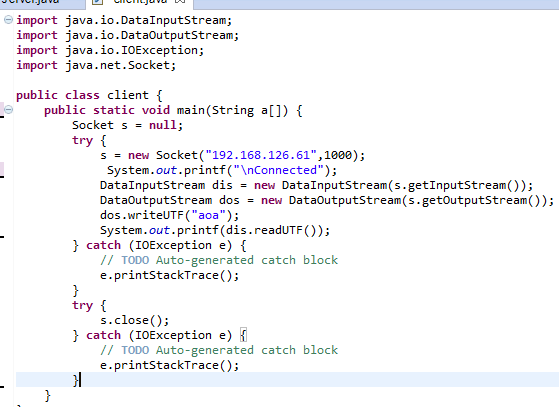 server.java client.java
import java.io.DataInputStream;
import java.io.DataOutputStream;
import java.io.IOException;
import java.net.Socket;
public class client {
public static void main(String a[]) {
Socket s = null;
try {
s = new Socket("192.168.126.61",1000);
System.out.printf("\nConnected");
DataInputStream dis = new DataInputStream(s.getInputStream());
DataOutputStream dos = new DataOutputStream(s.getOutputStream());
dos.writeUTF("aoa");
System.out.printf(dis.readUTF());
} catch (IOException e) {
// TODO Auto-generated catch block
e.printStackTrace();
}
try {
s.close();
} catch (IOException e) {
// TODO Auto-generated catch block
e.printStackTrace();
}
}
}